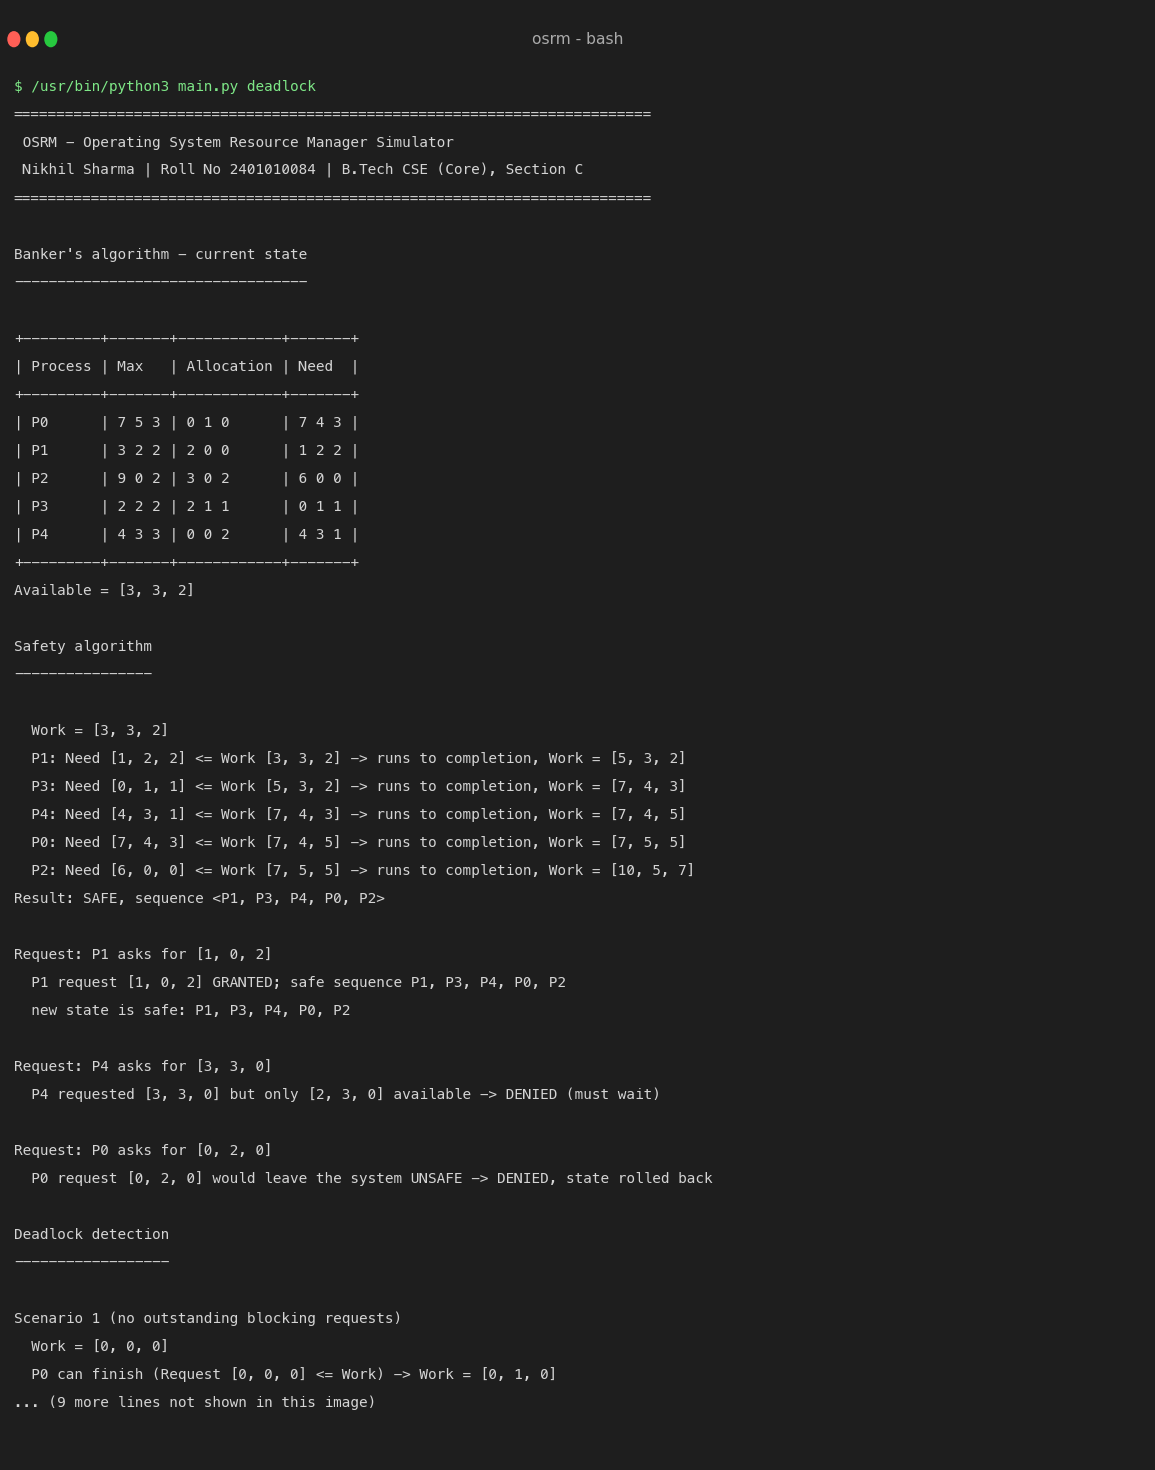 osrm - bash
$ /usr/bin/python3 main.py deadlock
==========================================================================
OSRM - Operating System Resource Manager Simulator
Nikhil Sharma | Roll No 2401010084 | B.Tech CSE (Core), Section C
==========================================================================
Banker's algorithm - current state
----------------------------------
+---------+-------+------------+-------+
| Process | Max   | Allocation | Need  |
+---------+-------+------------+-------+
| P0      | 7 5 3 | 0 1 0      | 7 4 3 |
| P1      | 3 2 2 | 2 0 0      | 1 2 2 |
| P2      | 9 0 2 | 3 0 2      | 6 0 0 |
| P3      | 2 2 2 | 2 1 1      | 0 1 1 |
| P4      | 4 3 3 | 0 0 2      | 4 3 1 |
+---------+-------+------------+-------+
Available = [3, 3, 2]
Safety algorithm
----------------
Work = [3, 3, 2]
P1: Need [1, 2, 2] <= Work [3, 3, 2] -> runs to completion, Work = [5, 3, 2]
P3: Need [0, 1, 1] <= Work [5, 3, 2] -> runs to completion, Work = [7, 4, 3]
P4: Need [4, 3, 1] <= Work [7, 4, 3] -> runs to completion, Work = [7, 4, 5]
P0: Need [7, 4, 3] <= Work [7, 4, 5] -> runs to completion, Work = [7, 5, 5]
P2: Need [6, 0, 0] <= Work [7, 5, 5] -> runs to completion, Work = [10, 5, 7]
Result: SAFE, sequence <P1, P3, P4, P0, P2>
Request: P1 asks for [1, 0, 2]
P1 request [1, 0, 2] GRANTED; safe sequence P1, P3, P4, P0, P2
new state is safe: P1, P3, P4, P0, P2
Request: P4 asks for [3, 3, 0]
P4 requested [3, 3, 0] but only [2, 3, 0] available -> DENIED (must wait)
Request: P0 asks for [0, 2, 0]
P0 request [0, 2, 0] would leave the system UNSAFE -> DENIED, state rolled back
Deadlock detection
------------------
Scenario 1 (no outstanding blocking requests)
Work = [0, 0, 0]
P0 can finish (Request [0, 0, 0] <= Work) -> Work = [0, 1, 0]
... (9 more lines not shown in this image)